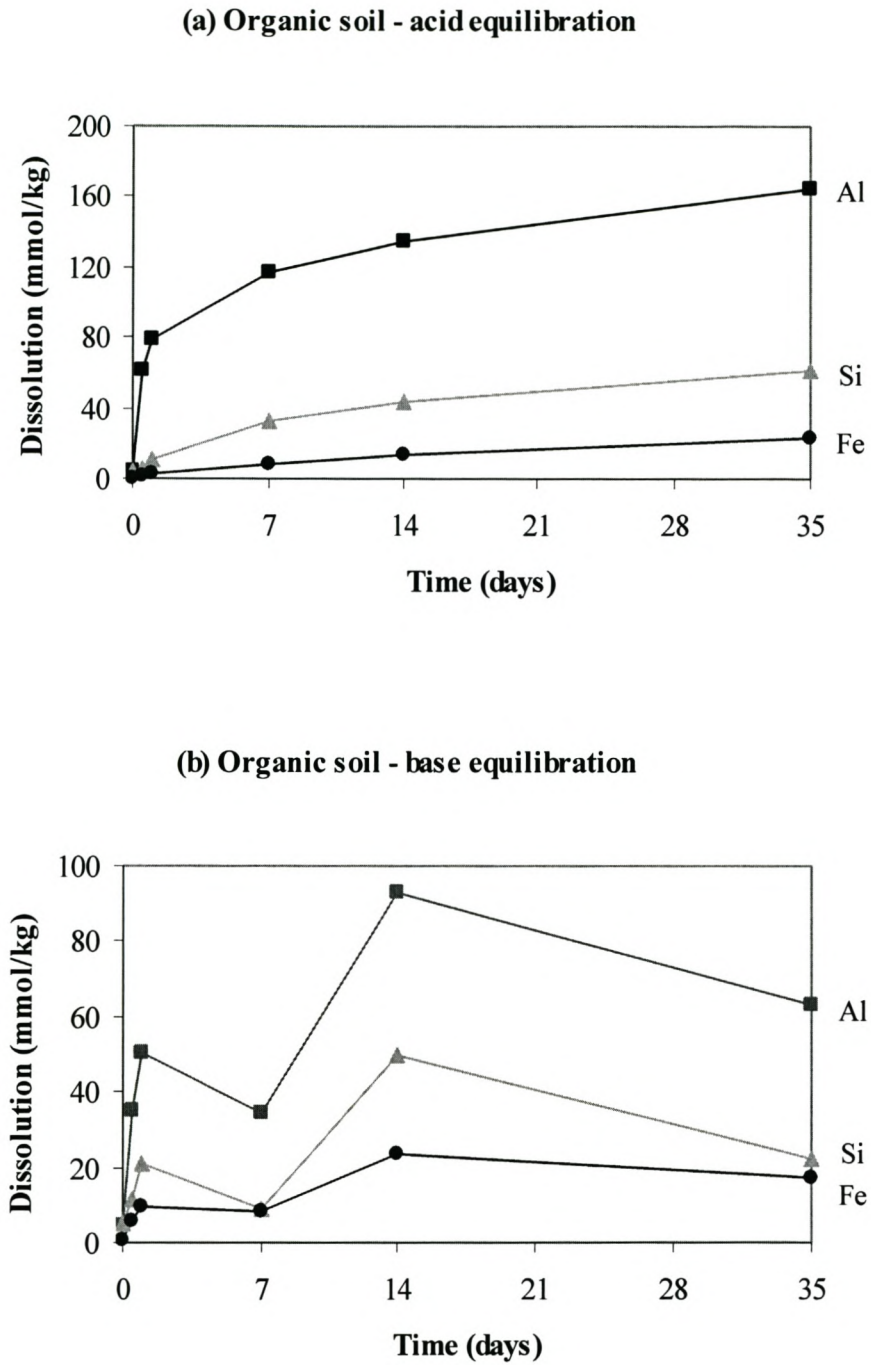 (a) Organic soil - acid equilibration
200
160
120
80
40
0
Dissolution (mmol/kg)
Al
Si
Fe
0 7 14 21 28 35
Time (days)
(b) Organic soil - base equilibration
100
80
60
40
20
0
Dissolution (mmol/kg)
Al
Si
Fe
0 7 14 21 28 35
Time (days)